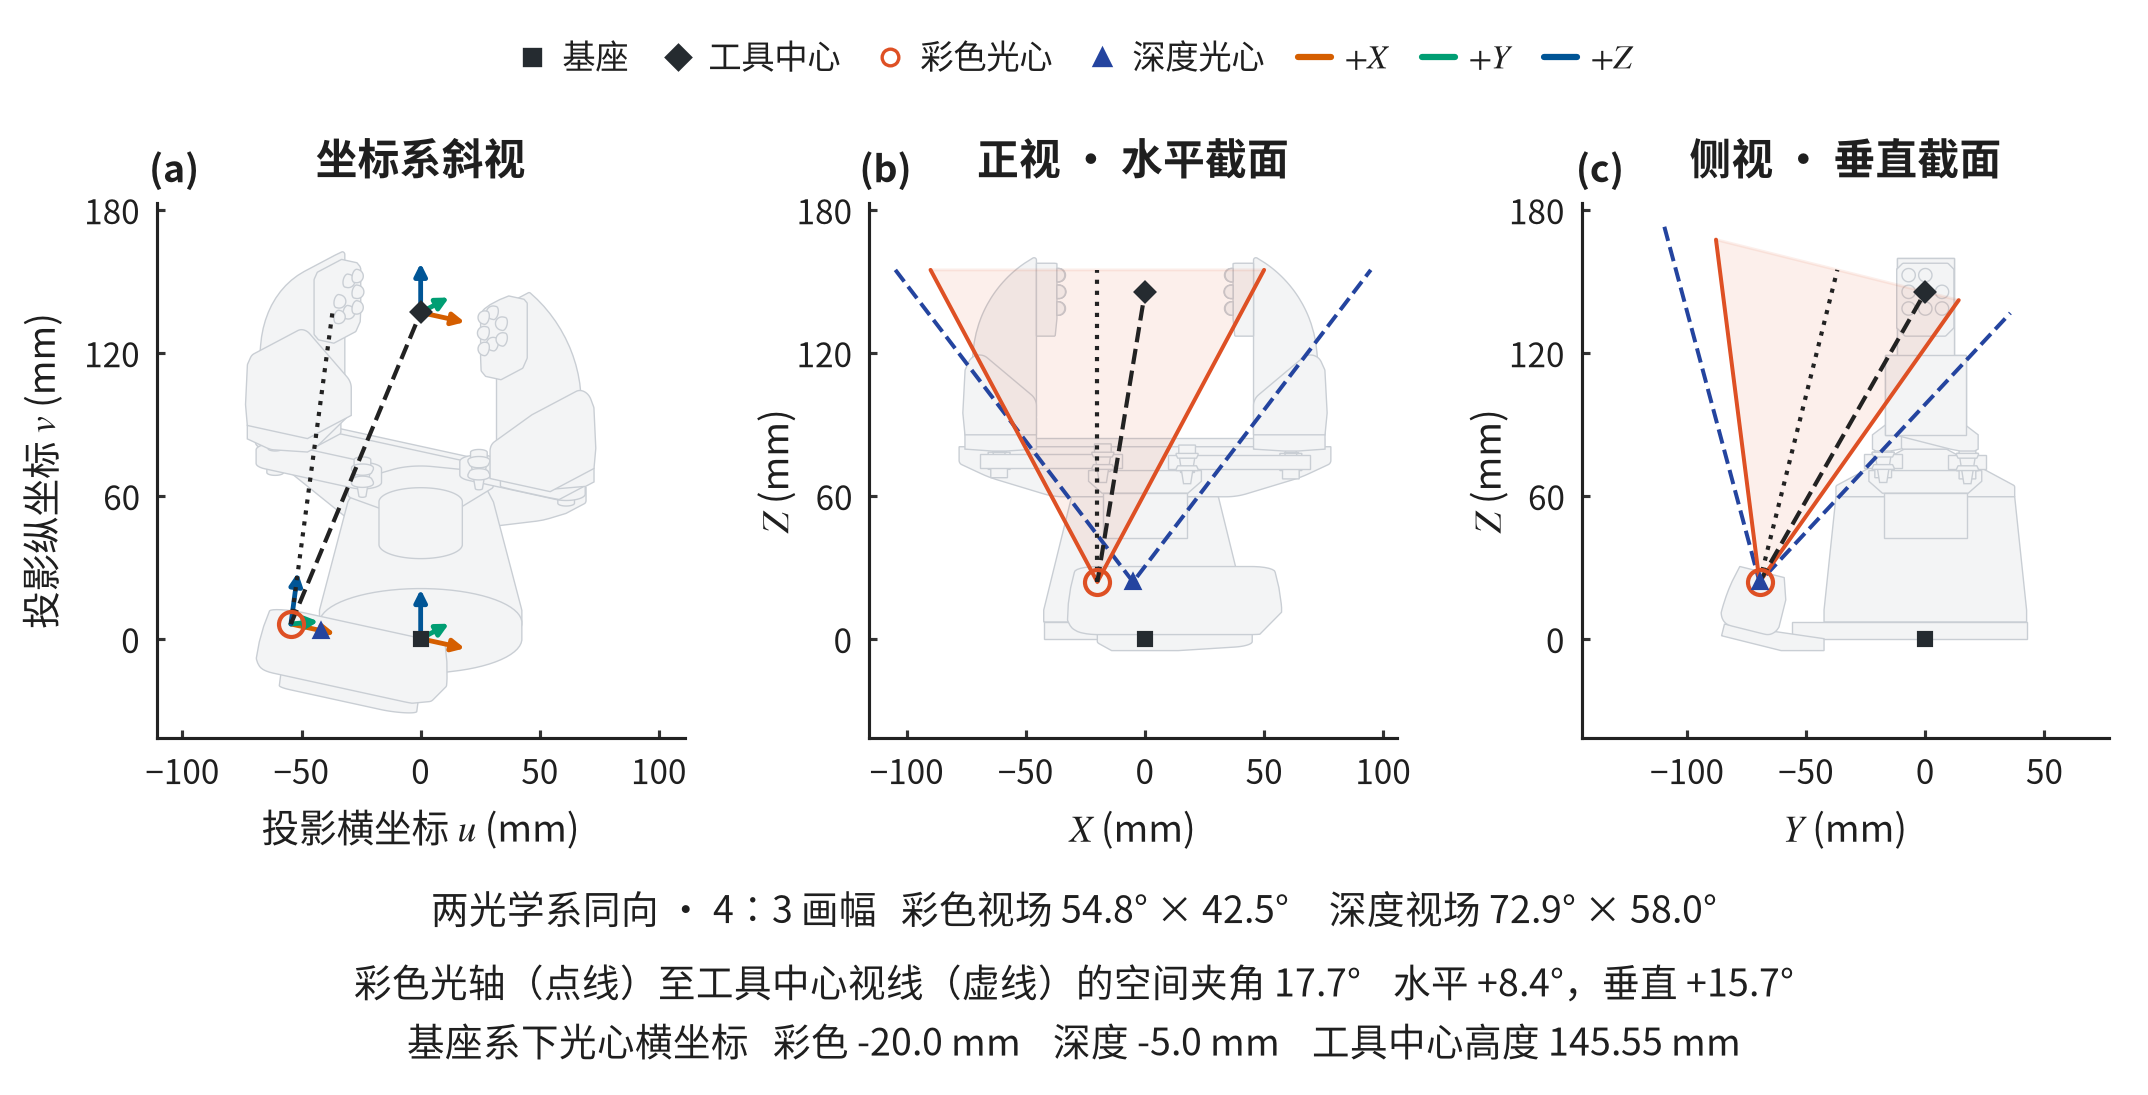 基座 工具中心 彩色光心 深度光心 +X +Y +Z
(a) 坐标系斜视
180
120
60
0
投影纵坐标 v (mm)
−100 −50 0 50 100
投影横坐标 u (mm)
(b) 正视 · 水平截面
180
120
60
0
Z (mm)
−100 −50 0 50 100
X (mm)
(c) 侧视 · 垂直截面
180
120
60
0
Z (mm)
−100 −50 0 50
Y (mm)
两光学系同向 · 4：3 画幅 彩色视场 54.8° × 42.5° 深度视场 72.9° × 58.0°
彩色光轴（点线）至工具中心视线（虚线）的空间夹角 17.7° 水平 +8.4°，垂直 +15.7°
基座系下光心横坐标 彩色 -20.0 mm 深度 -5.0 mm 工具中心高度 145.55 mm